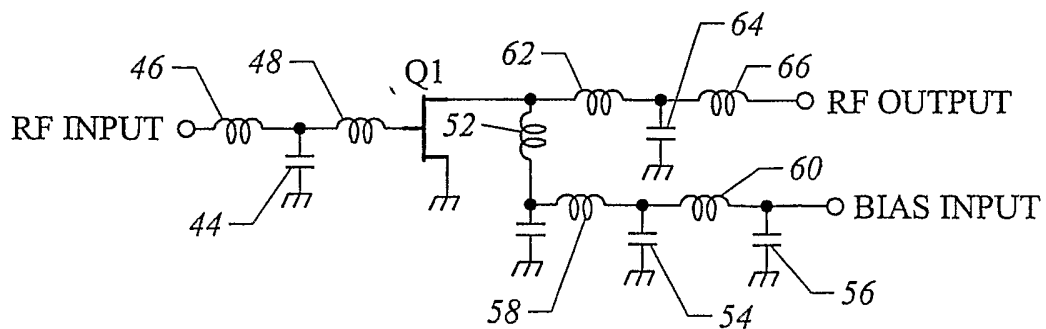 64
62
66
46
48
Q1
RF INPUT
52
RF OUTPUT
60
44
BIAS INPUT
58
54
56